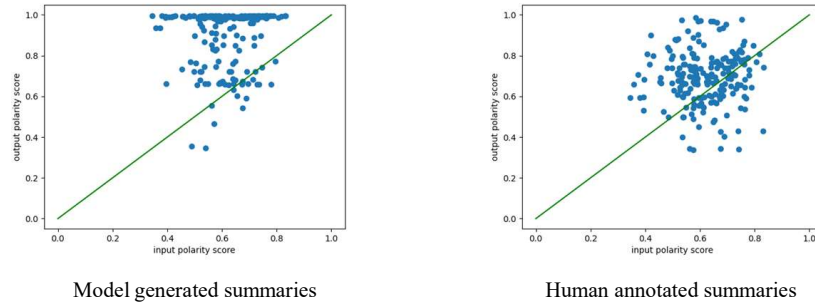 1.0
0.8
0.6
0.4
0.2
0.0
output polarity score
0.0 0.2 0.4 0.6 0.8 1.0
input polarity score
Model generated summaries
1.0
0.8
0.6
0.4
0.2
0.0
output polarity score
0.0 0.2 0.4 0.6 0.8 1.0
input polarity score
Human annotated summaries